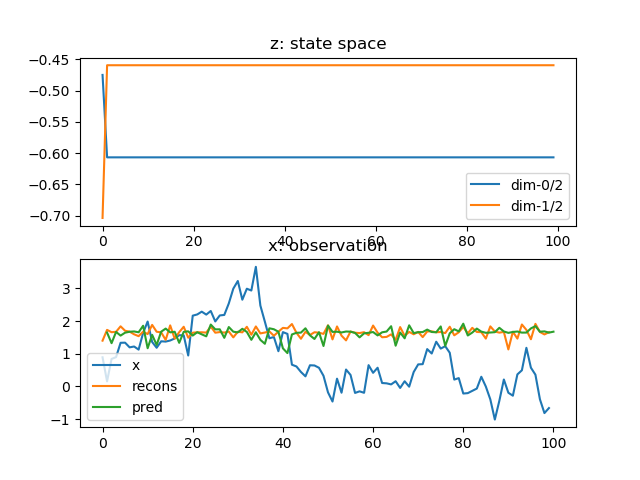 z: state space
−0.45
−0.50
−0.55
−0.60
−0.65
−0.70
dim-0/2
dim-1/2
0 20 40 60 80 100
x: observation
3
2
1
0
−1
x
recons
pred
0 20 40 60 80 100